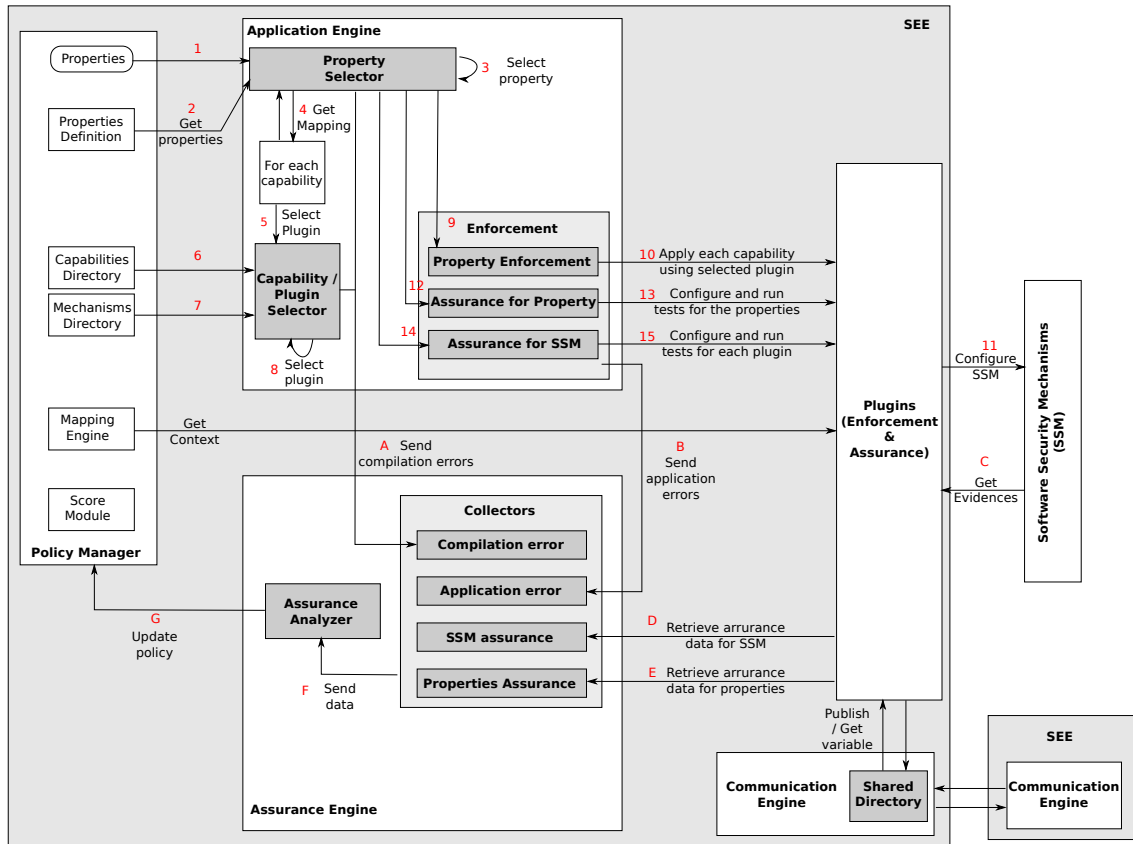 SEE
Application Engine
Properties
1
Property
Selector
3
Select
property
2
Get
properties
Properties
Definition
4
Get
Mapping
For each
capability
5
Select
Plugin
Capabilities
Directory
6
Mechanisms
Directory
7
Capability /
Plugin
Selector
8
Select
plugin
Enforcement
9
Property Enforcement
10
Apply each capability
using selected plugin
12
Assurance for Property
13
Configure and run
tests for the properties
14
Assurance for SSM
15
Configure and run
tests for each plugin
11
Configure
SSM
Software Security Mechanisms
(SSM)
Plugins
(Enforcement
&
Assurance)
Mapping
Engine
Get
Context
A
Send
compilation errors
B
Send
application
errors
C
Get
Evidences
Score
Module
Policy Manager
Collectors
Compilation error
Application error
SSM assurance
Properties Assurance
D
Retrieve arrurance
data for SSM
E
Retrieve arrurance
data for properties
Assurance
Analyzer
G
Update
policy
F
Send
data
Assurance Engine
Publish
/ Get
variable
Communication
Engine
Shared
Directory
SEE
Communication
Engine